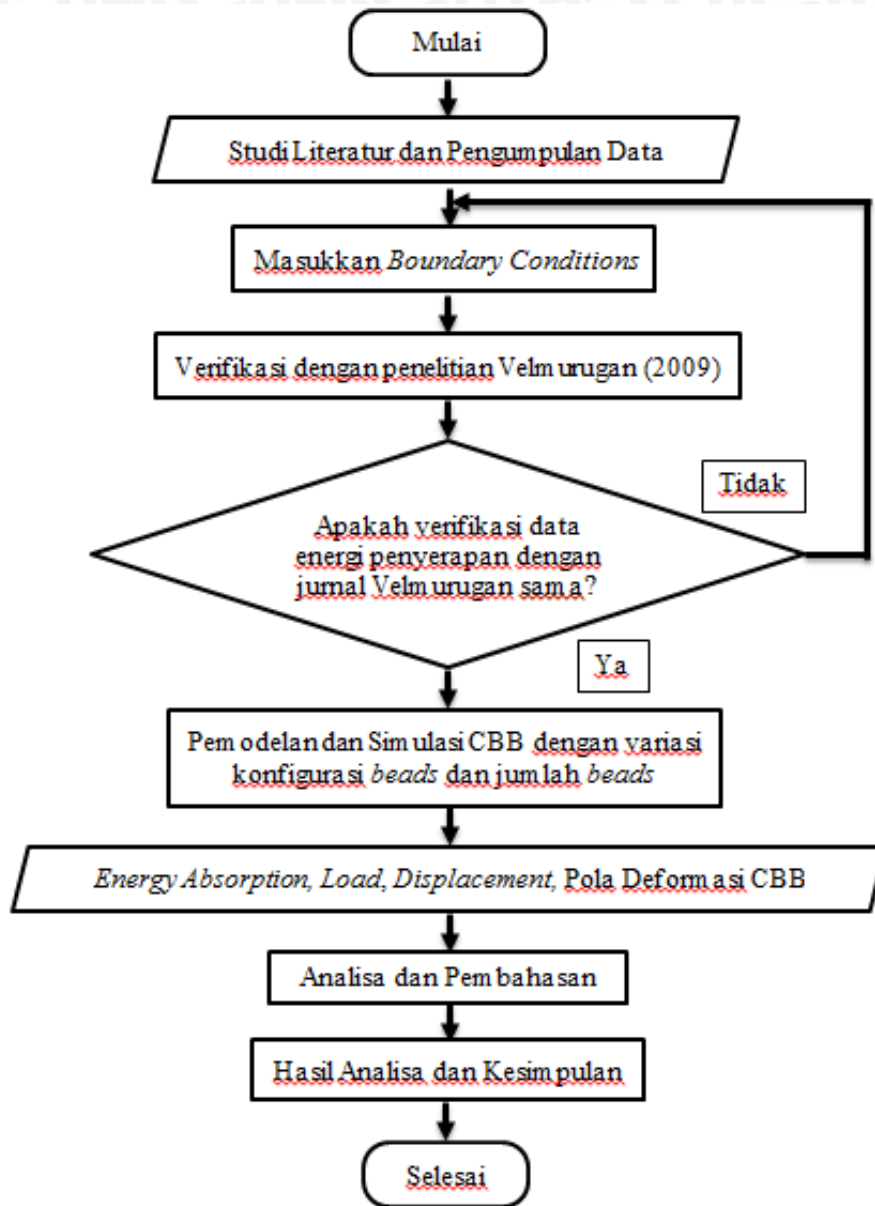 Mulai
Studi Literatur dan Pengumpulan Data
Masukkan Boundary Conditions
Verifikasi dengan penelitian Velmurugan (2009)
Tidak
Apakah verifikasi data
energi penyerapan dengan
jurnal Velmurugan sama?
Ya
Pemodelan dan Simulasi CBB dengan variasi
konfigurasi beads dan jumlah beads
Energy Absorption, Load, Displacement, Pola Deformasi CBB
Analisa dan Pembahasan
Hasil Analisa dan Kesimpulan
Selesai